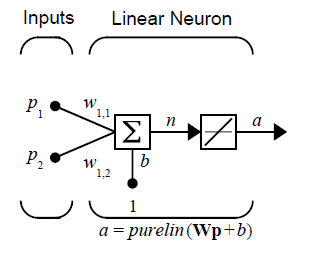 Inputs Linear Neuron
p1 w1,1
Σ n a
p2 w1,2 b
1
a = purelin(Wp+b)